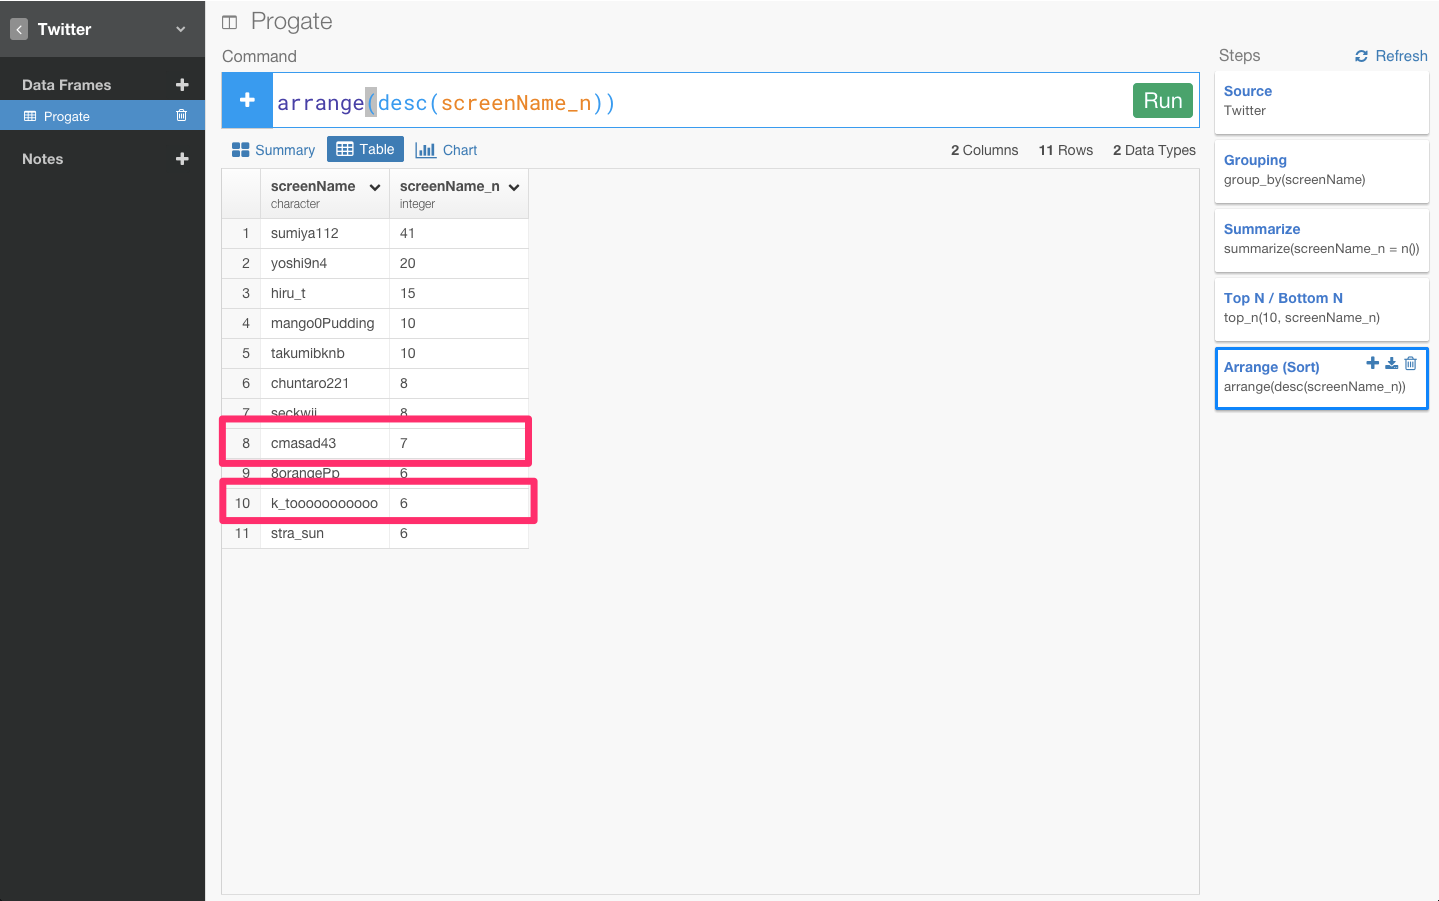 Twitter
Data Frames
Progate
Notes
Progate
Command
arrange(desc(screenName_n))
Run
Summary
Table
Chart
2 Columns
11 Rows
2 Data Types
screenName
character
screenName_n
integer
1 sumiya112 41
2 yoshi9n4 20
3 hiru_t 15
4 mango0Pudding 10
5 takumibknb 10
6 chuntaro221 8
7 seckwii 8
8 cmasad43 7
9 8orangePp 6
10 k_tooooooooooo 6
11 stra_sun 6
Steps
Refresh
Source
Twitter
Grouping
group_by(screenName)
Summarize
summarize(screenName_n = n())
Top N / Bottom N
top_n(10, screenName_n)
Arrange (Sort)
arrange(desc(screenName_n))